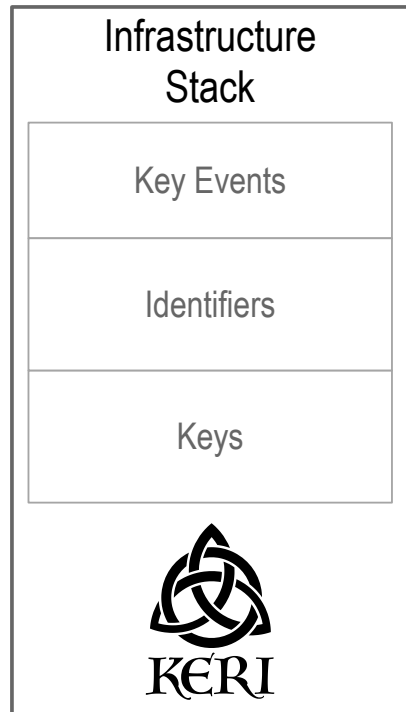 Infrastructure
Stack
Key Events
Identifiers
Keys
KERI